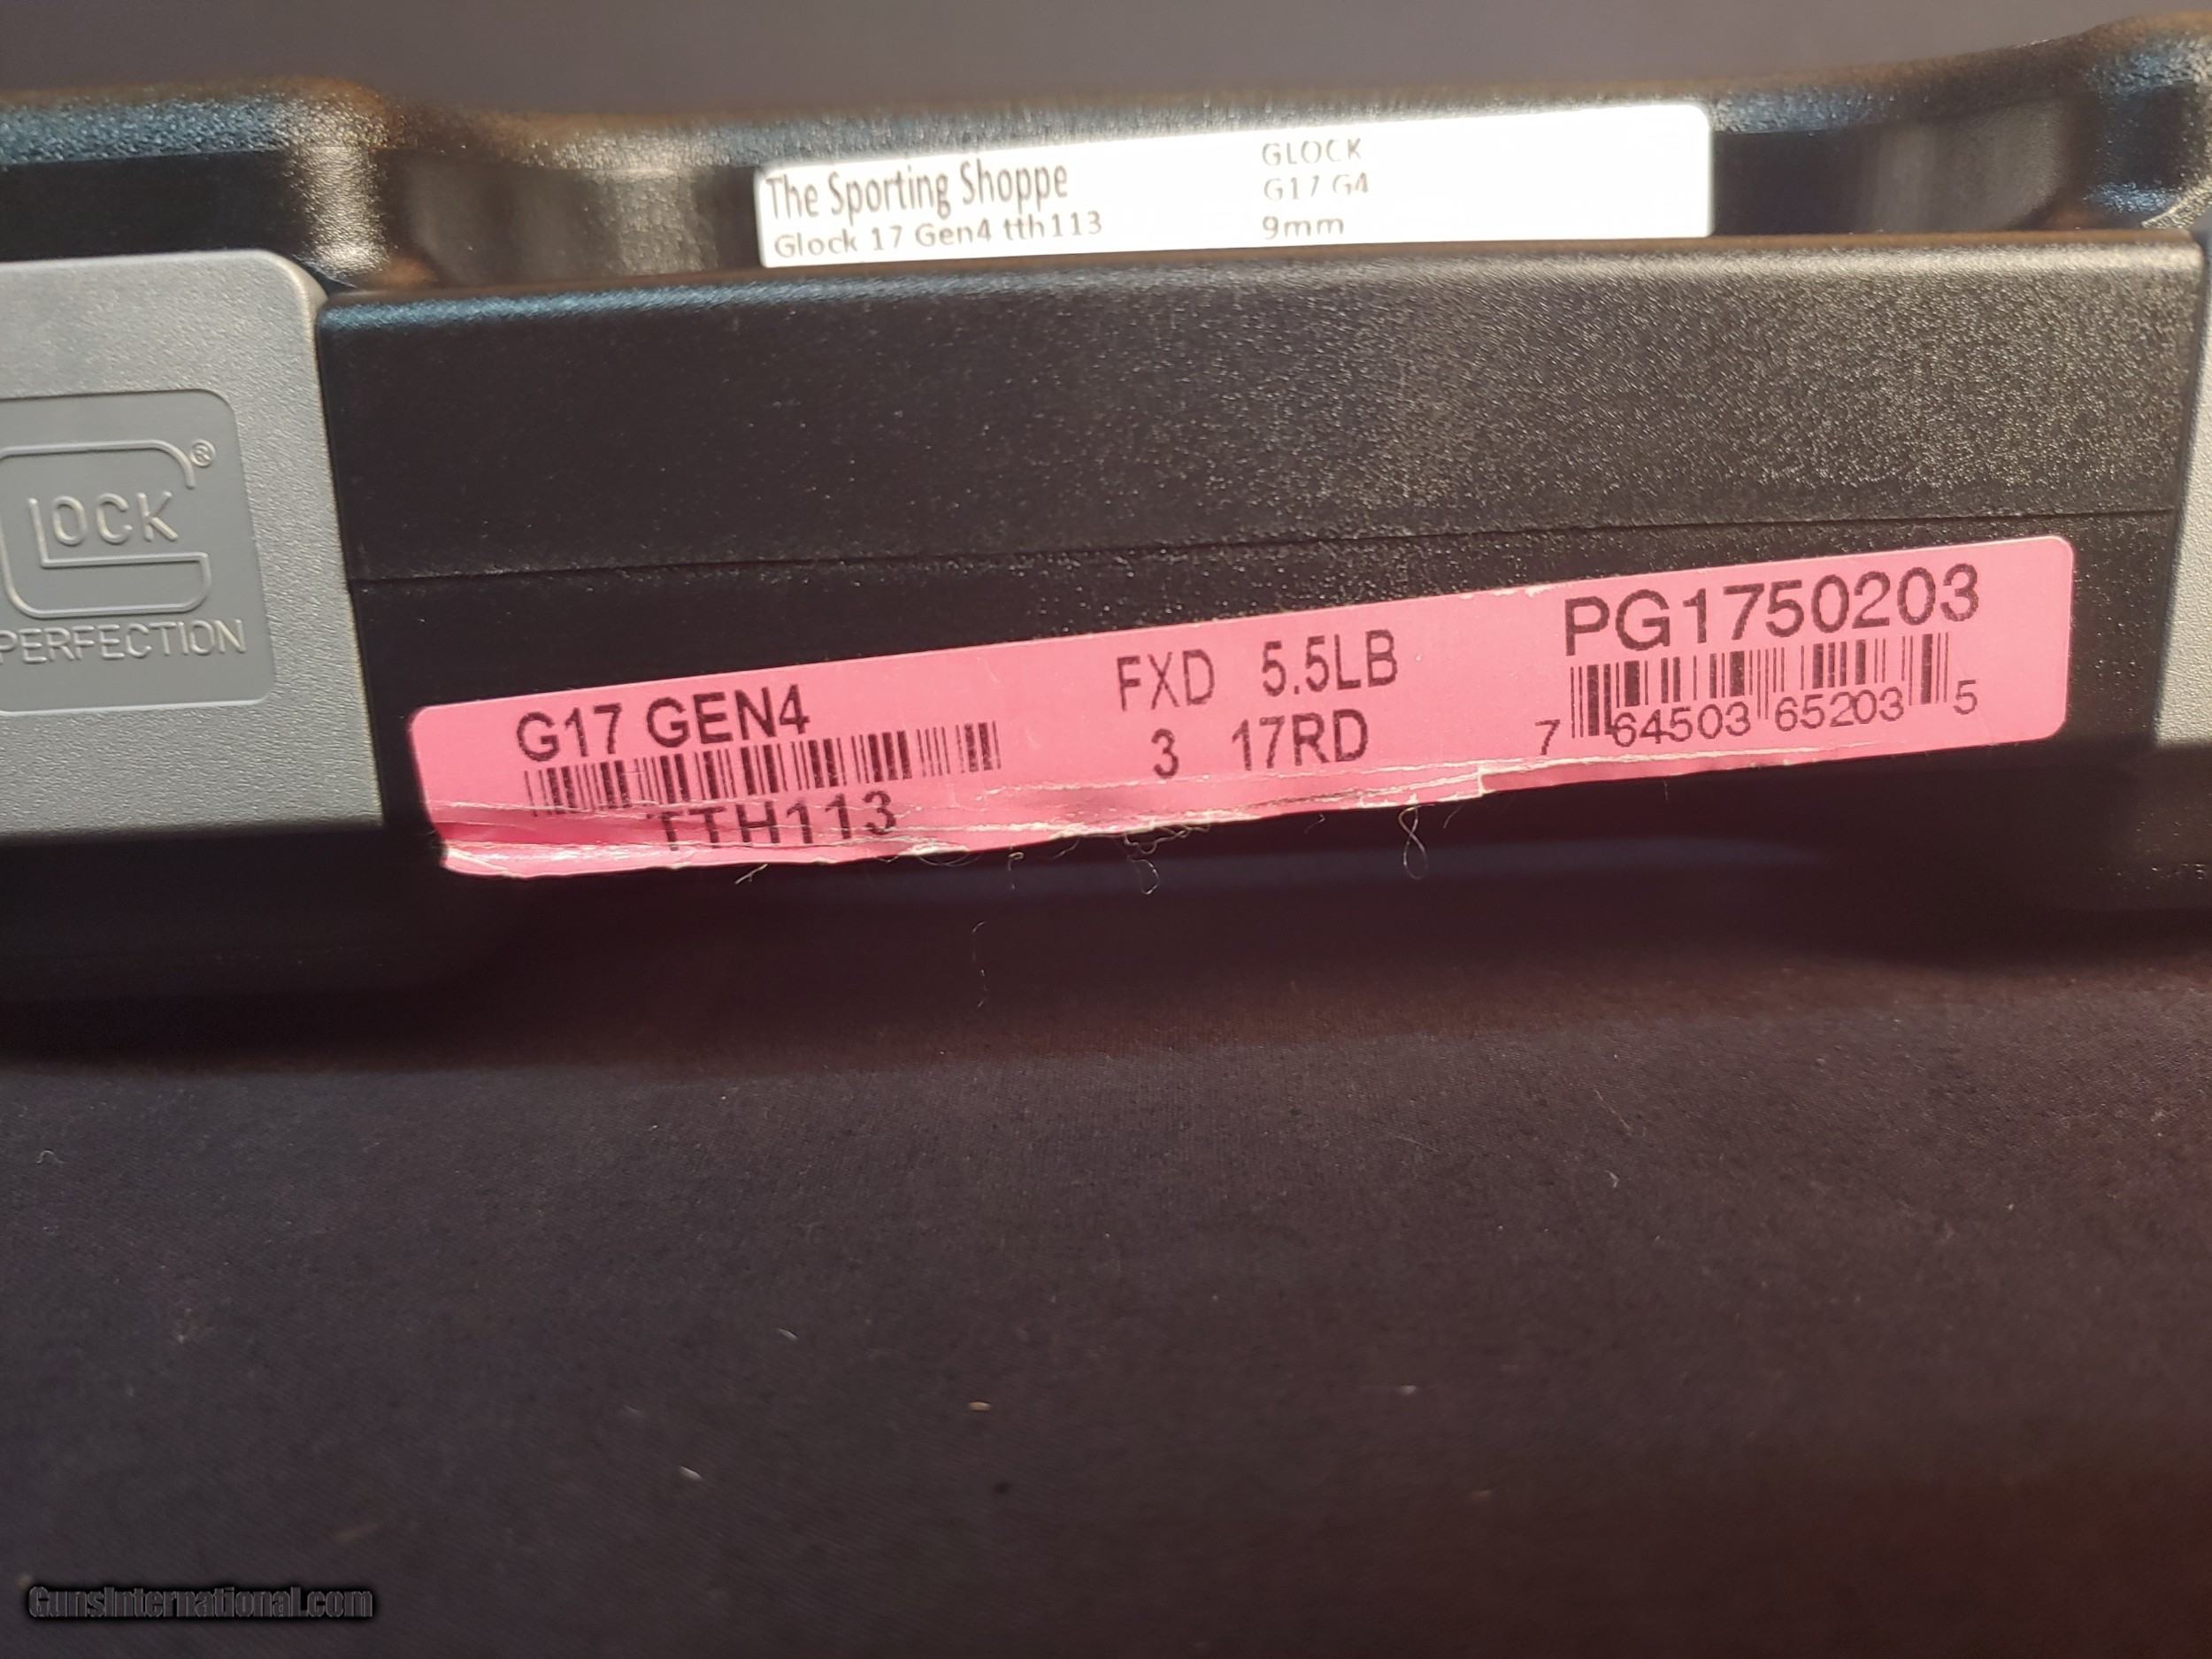 The Sporting Shoppe
Glock 17 Gen4 tth113
GLOCK
G17 G4
9mm
LOCK ®
PERFECTION
G17 GEN4
TTH113
FXD 5.5LB
3 17RD
PG1750203
7 64503 65203 5
GunsInternational.com